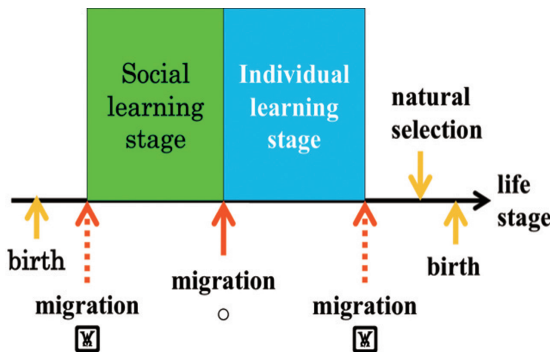 Social
learning
stage
Individual
learning
stage
natural
selection
life
stage
birth
migration
migration
migration
birth